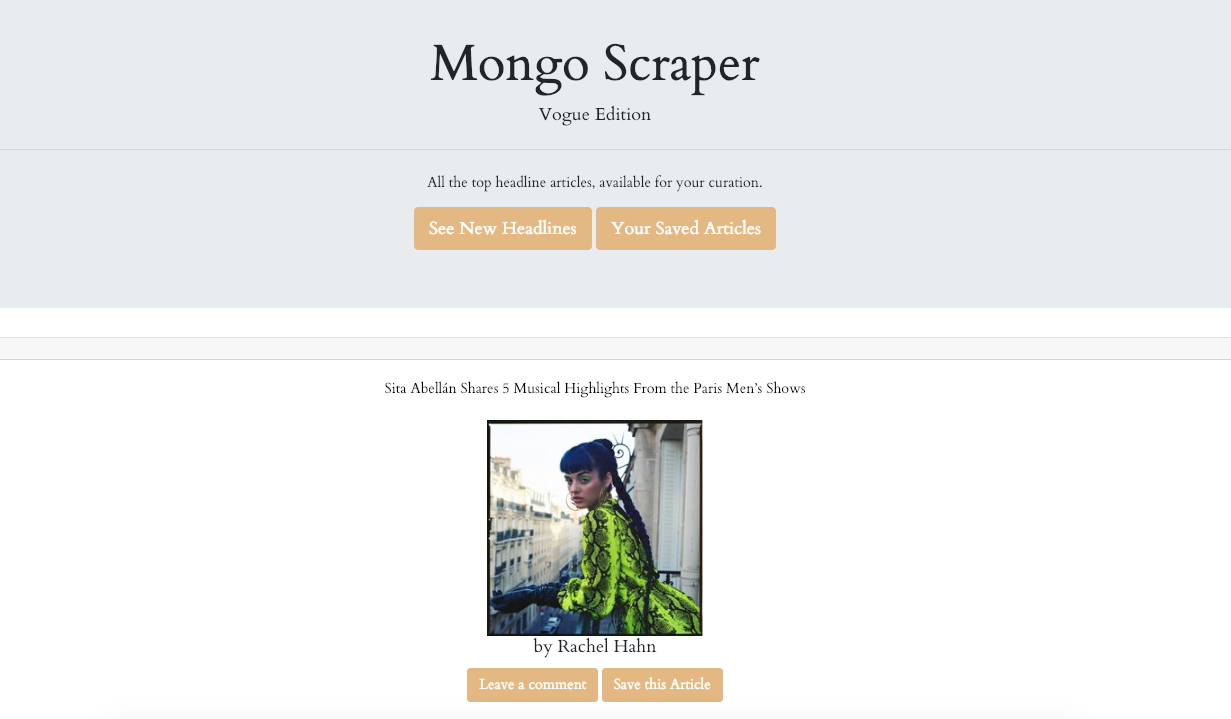 Mongo Scraper
Vogue Edition
All the top headline articles, available for your curation.
See New Headlines
Your Saved Articles
Sita Abellán Shares 5 Musical Highlights From the Paris Men’s Shows
by Rachel Hahn
Leave a comment
Save this Article